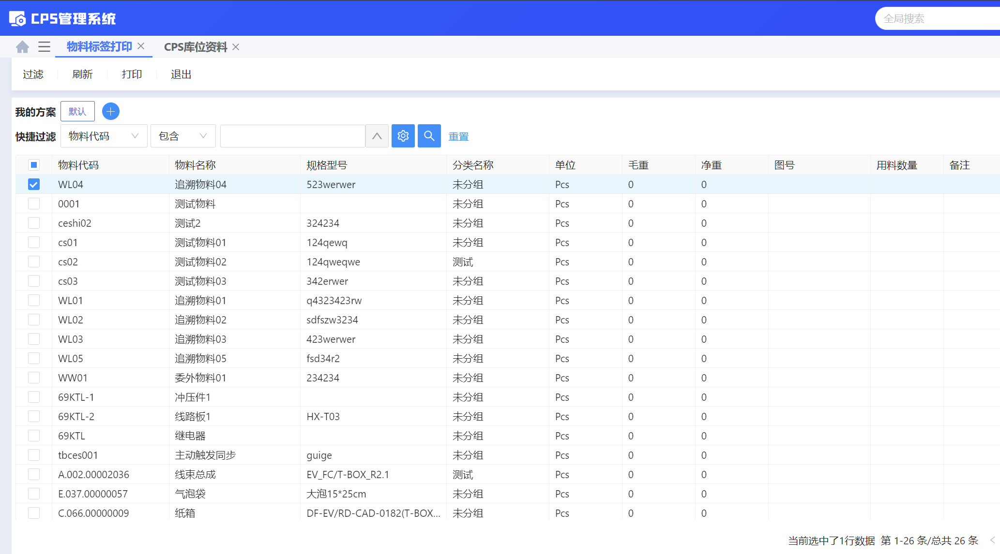 CPS管理系统
全局搜索
物料标签打印 CPS库位资料
过滤 刷新 打印 退出
我的方案 默认
快捷过滤 物料代码 包含 重置
物料代码 物料名称 规格型号 分类名称 单位 毛重 净重 图号 用料数量 备注
WL04 追溯物料04 523werwer 未分组 Pcs 0 0
0001 测试物料 未分组 Pcs 0 0
ceshi02 测试2 324234 未分组 Pcs 0 0
cs01 测试物料01 124qewq 未分组 Pcs 0 0
cs02 测试物料02 124qweqwe 测试 Pcs 0 0
cs03 测试物料03 342erwer 未分组 Pcs 0 0
WL01 追溯物料01 q4323423rw 未分组 Pcs 0 0
WL02 追溯物料02 sdfszw3234 未分组 Pcs 0 0
WL03 追溯物料03 423werwer 未分组 Pcs 0 0
WL05 追溯物料05 fsd34r2 未分组 Pcs 0 0
WW01 委外物料01 234234 未分组 Pcs 0 0
69KTL-1 冲压件1 未分组 Pcs 0 0
69KTL-2 线路板1 HX-T03 未分组 Pcs 0 0
69KTL 继电器 未分组 Pcs 0 0
tbces001 主动触发同步 guige 未分组 Pcs 0 0
A.002.00002036 线束总成 EV_FC/T-BOX_R2.1 测试 Pcs 0 0
E.037.00000057 气泡袋 大泡15*25cm 未分组 Pcs 0 0
C.066.00000009 纸箱 DF-EV/RD-CAD-0182(T-BOX... 未分组 Pcs 0 0
当前选中了1行数据 第 1-26 条/总共 26 条